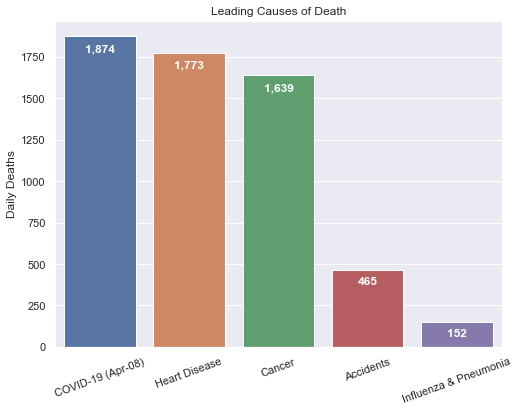 Leading Causes of Death
Daily Deaths
1750
1500
1250
1000
750
500
250
0
1,874
1,773
1,639
465
152
COVID-19 (Apr-08)
Heart Disease
Cancer
Accidents
Influenza & Pneumonia